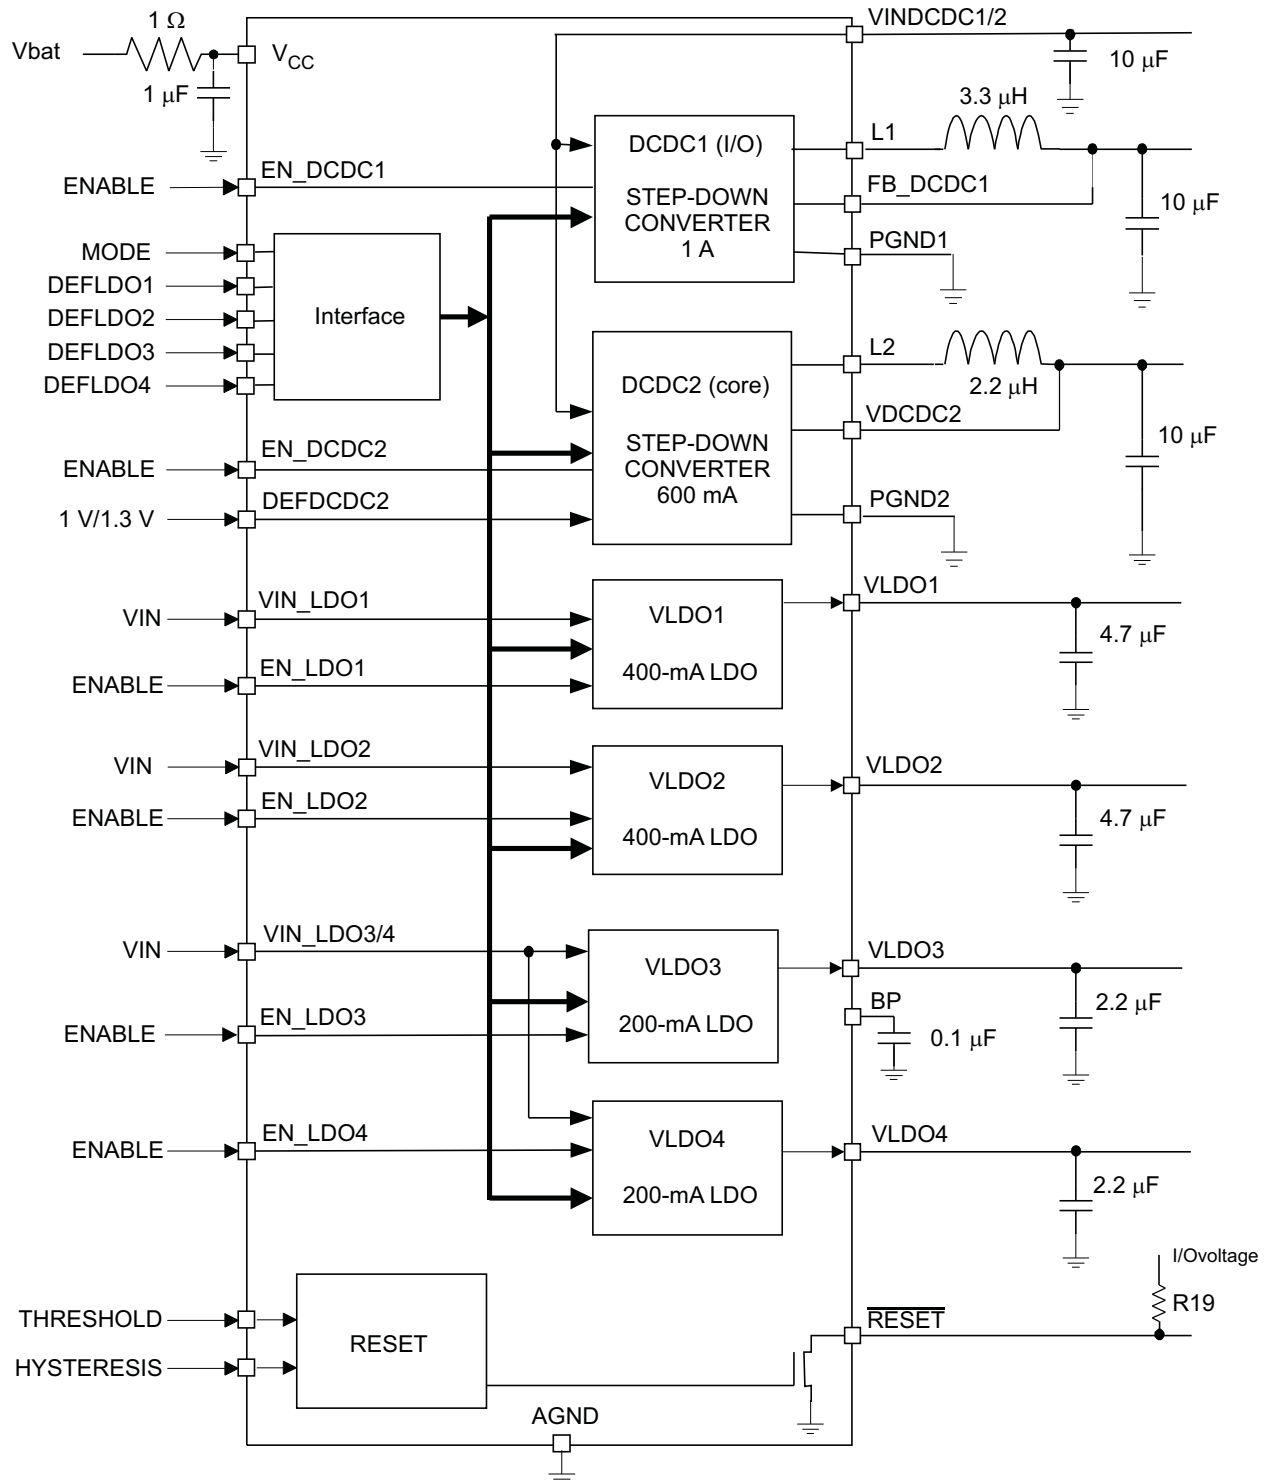 1 Ω
VINDCDC1/2
Vbat
VCC
10 μF
1 μF
3.3 μH
DCDC1 (I/O)
STEP-DOWN
CONVERTER
1 A
L1
EN_DCDC1
ENABLE
FB_DCDC1
10 μF
PGND1
MODE
DEFLDO1
DEFLDO2
DEFLDO3
DEFLDO4
Interface
L2
2.2 μH
DCDC2 (core)
STEP-DOWN
CONVERTER
600 mA
VDCDC2
10 μF
EN_DCDC2
ENABLE
DEFDCDC2
1 V/1.3 V
PGND2
VLDO1
VIN_LDO1
VIN
VLDO1
400-mA LDO
4.7 μF
EN_LDO1
ENABLE
VIN_LDO2
VIN
VLDO2
VLDO2
400-mA LDO
EN_LDO2
ENABLE
4.7 μF
VIN_LDO3/4
VIN
VLDO3
VLDO3
200-mA LDO
BP
2.2 μF
EN_LDO3
ENABLE
0.1 μF
EN_LDO4
ENABLE
VLDO4
200-mA LDO
VLDO4
2.2 μF
I/Ovoltage
R19
THRESHOLD
RESET
RESET
HYSTERESIS
AGND